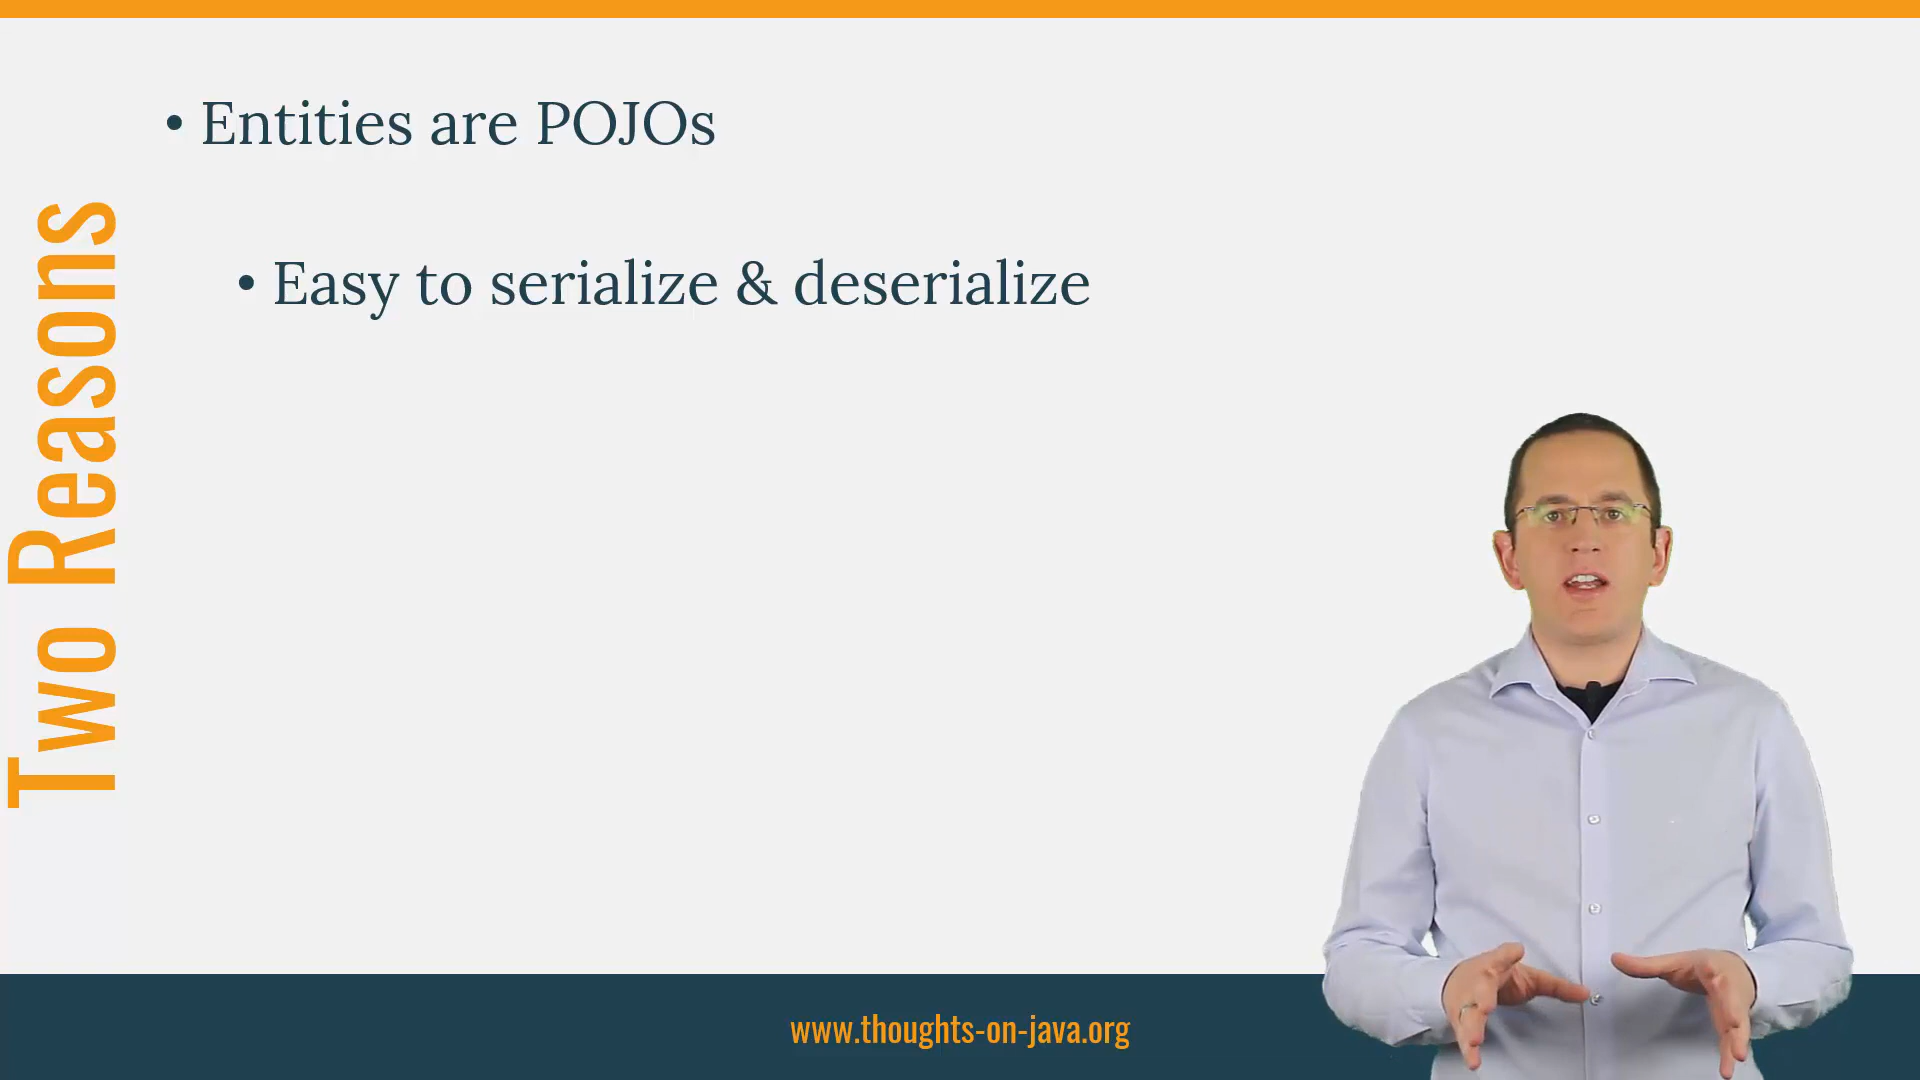 Two Reasons
• Entities are POJOs
• Easy to serialize & deserialize
www.thoughts-on-java.org